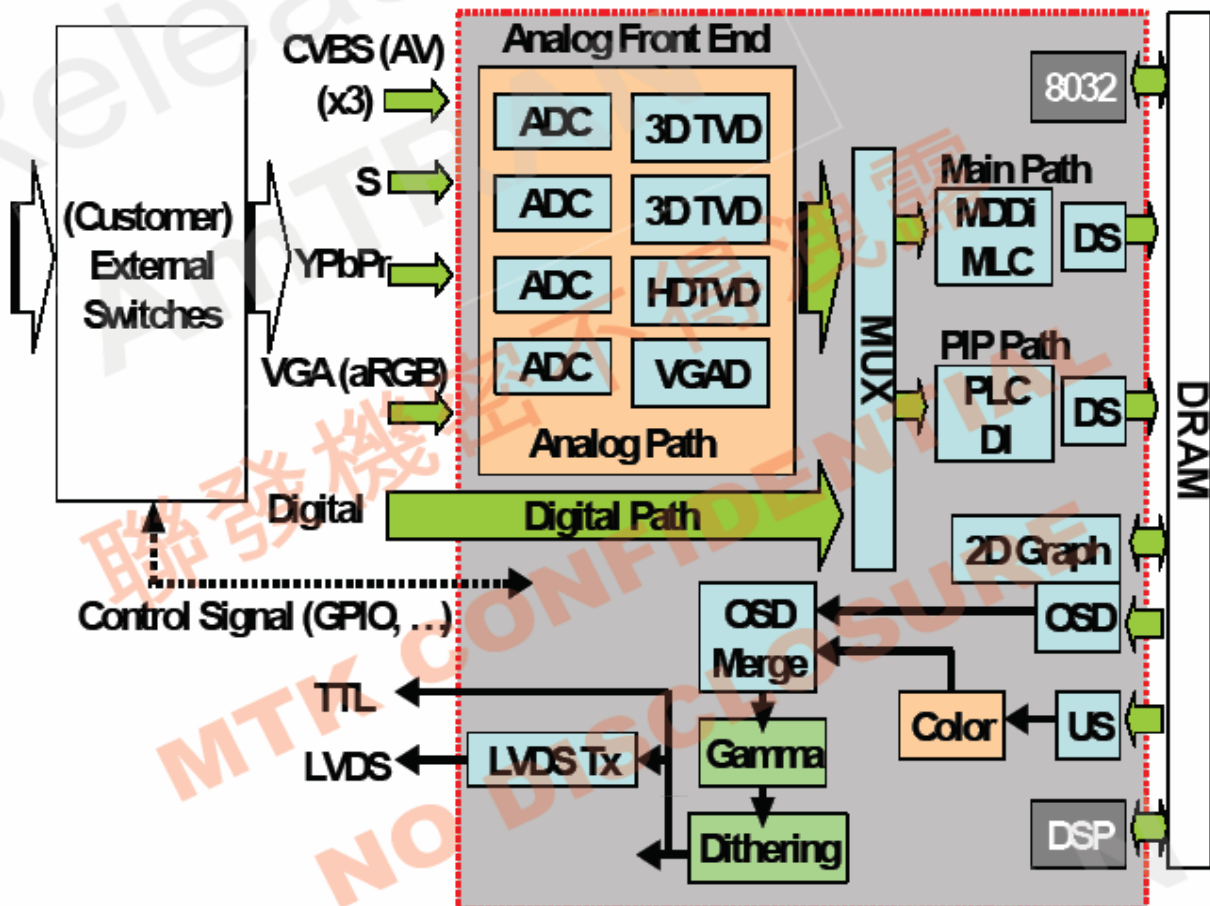 CVBS (AV)
(x3)
S
YPbPr
VGA (aRGB)
Digital
(Customer)
External
Switches
Control Signal (GPIO, …)
TTL
LVDS
Analog Front End
ADC
3D TVD
ADC
3D TVD
ADC
HDTVD
ADC
VGAD
Analog Path
Digital Path
MUX
8032
Main Path
MDDi
MLC
DS
PIP Path
PLC
DI
DS
2D Graph
OSD
OSD
Merge
Color
US
Gamma
LVDS Tx
Dithering
DSP
DRAM
聯發機密不得洩露
MTK CONFIDENTIAL
NO DISCLOSURE